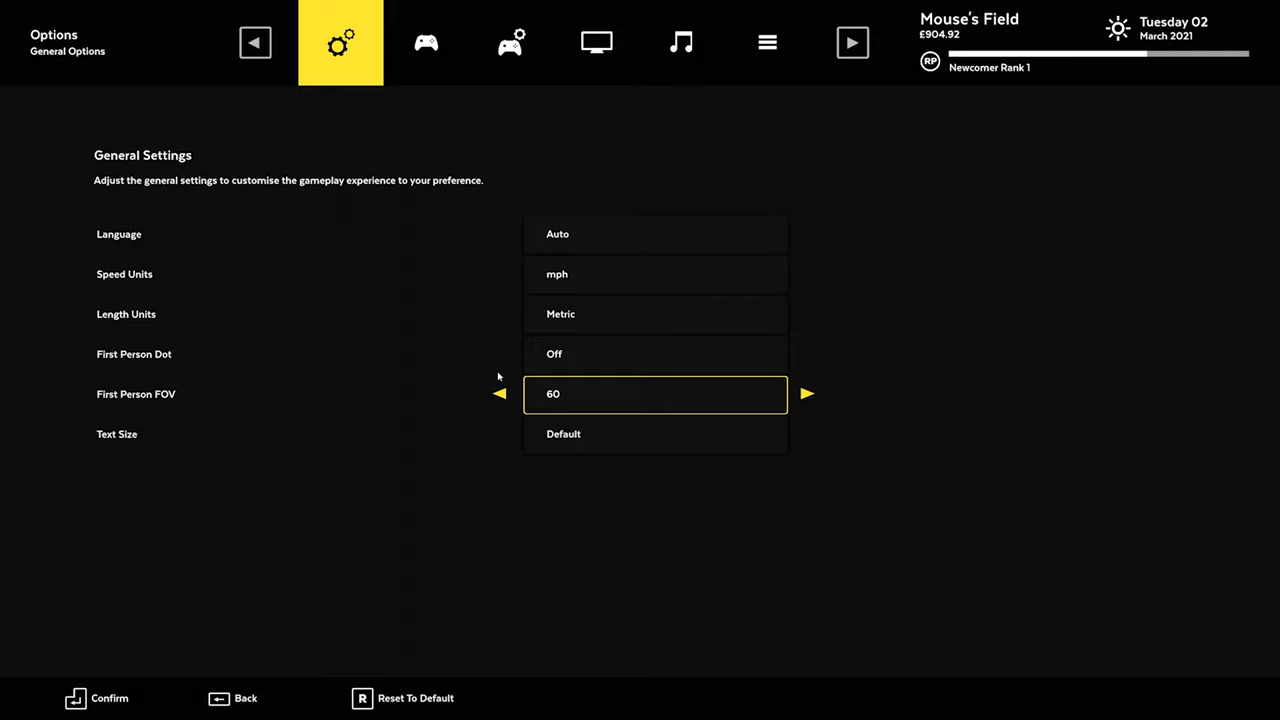 Options
General Options
Mouse's Field
£904.92
Tuesday 02
March 2021
RP
Newcomer Rank 1
General Settings
Adjust the general settings to customise the gameplay experience to your preference.
Language Auto
Speed Units mph
Length Units Metric
First Person Dot Off
First Person FOV 60
Text Size Default
Confirm Back R Reset To Default